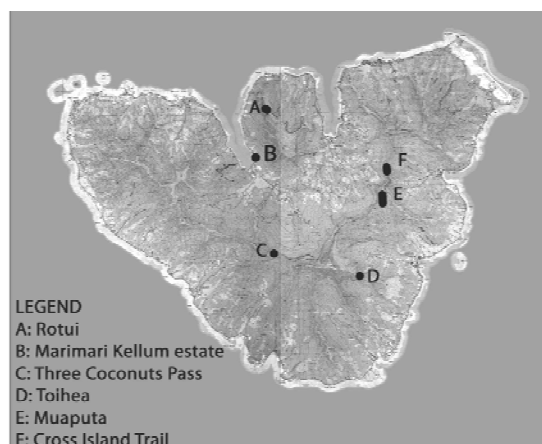 A
B
F
E
C
D
LEGEND
A: Rotui
B: Marimari Kellum estate
C: Three Coconuts Pass
D: Toihea
E: Muaputa
F: Cross Island Trail